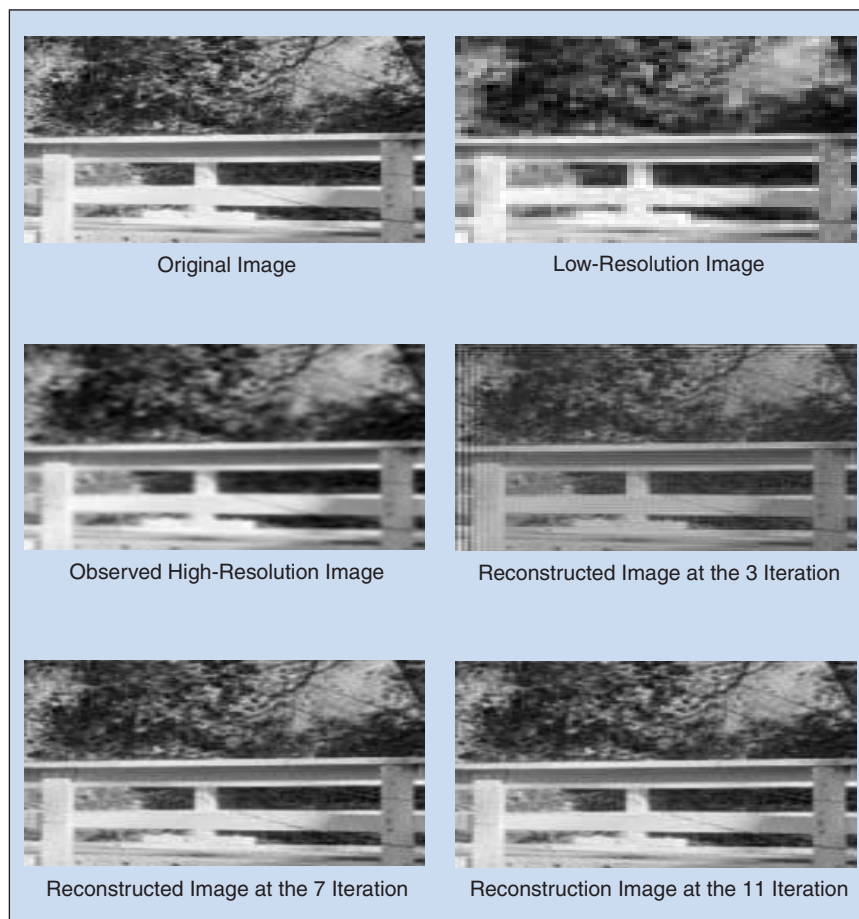 Original Image
Low-Resolution Image
Observed High-Resolution Image
Reconstructed Image at the 3 Iteration
Reconstructed Image at the 7 Iteration
Reconstruction Image at the 11 Iteration